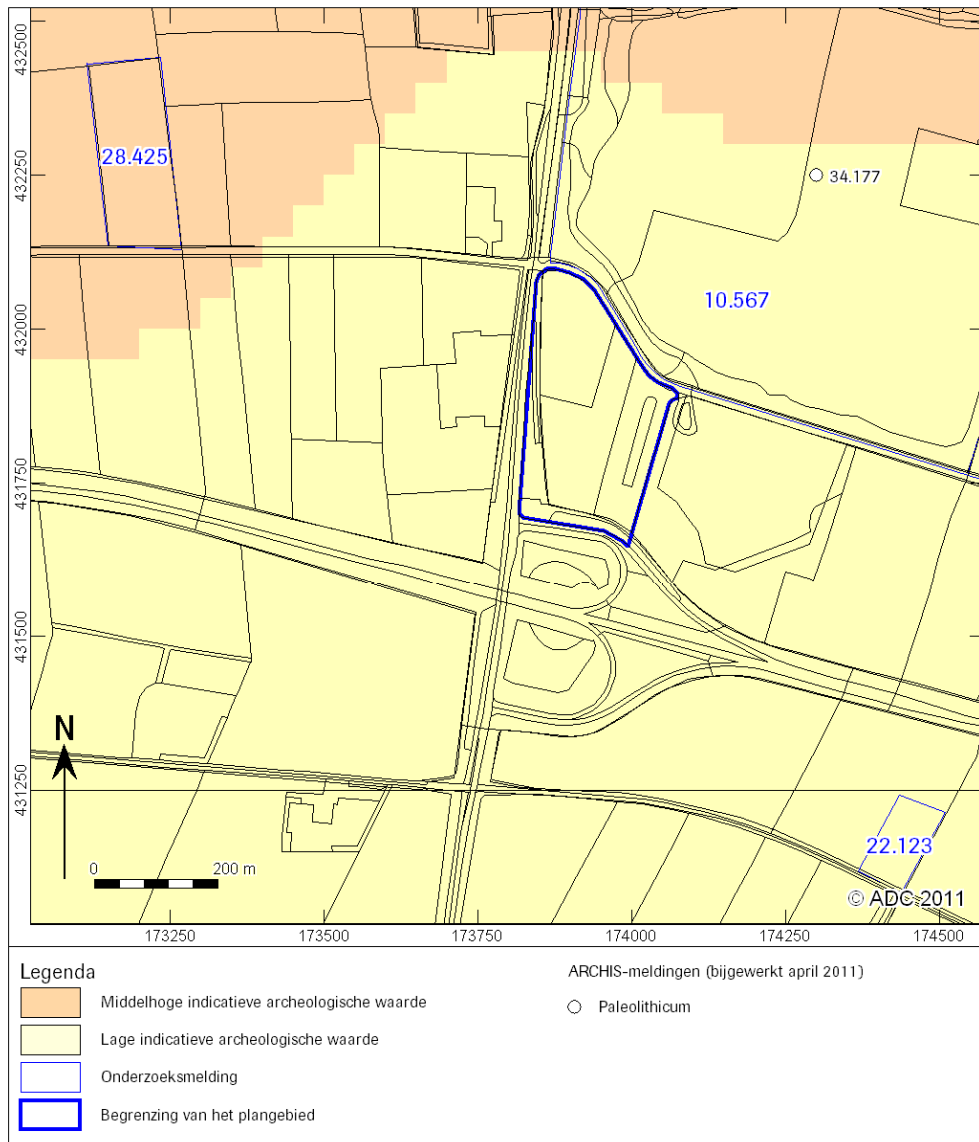 432500
432250
432000
431750
431500
431250
28.425
34.177
10.567
22.123
N
0 200 m
© ADC 2011
173250 173500 173750 174000 174250 174500
Legenda
Middelhoge indicatieve archeologische waarde
Lage indicatieve archeologische waarde
Onderzoeksmelding
Begrenzing van het plangebied
ARCHIS-meldingen (bijgewerkt april 2011)
Paleolithicum